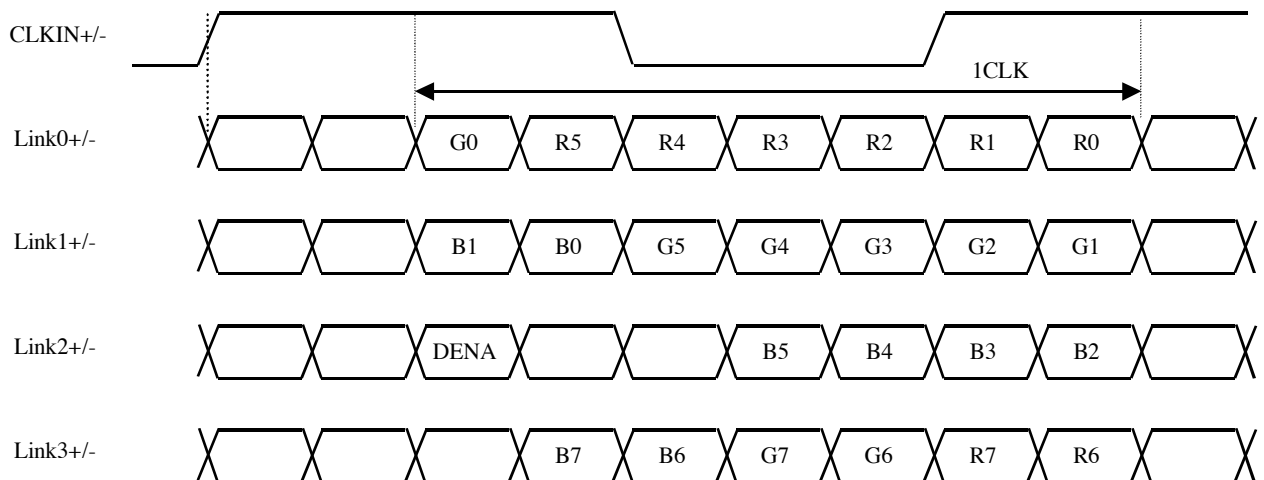 CLKIN+/-
1CLK
Link0+/- G0 R5 R4 R3 R2 R1 R0
Link1+/- B1 B0 G5 G4 G3 G2 G1
Link2+/- DENA B5 B4 B3 B2
Link3+/- B7 B6 G7 G6 R7 R6